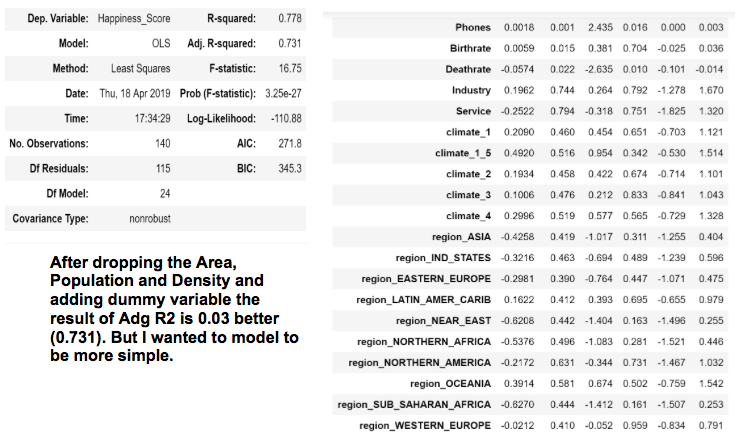 Dep. Variable: Happiness_Score R-squared: 0.778
Model: OLS Adj. R-squared: 0.731
Method: Least Squares F-statistic: 16.75
Date: Thu, 18 Apr 2019 Prob (F-statistic): 3.25e-27
Time: 17:34:29 Log-Likelihood: -110.88
No. Observations: 140 AIC: 271.8
Df Residuals: 115 BIC: 345.3
Df Model: 24
Covariance Type: nonrobust
After dropping the Area,
Population and Density and
adding dummy variable the
result of Adg R2 is 0.03 better
(0.731). But I wanted to model to
be more simple.
Phones 0.0018 0.001 2.435 0.016 0.000 0.003
Birthrate 0.0059 0.015 0.381 0.704 -0.025 0.036
Deathrate -0.0574 0.022 -2.635 0.010 -0.101 -0.014
Industry 0.1962 0.744 0.264 0.792 -1.278 1.670
Service -0.2522 0.794 -0.318 0.751 -1.825 1.320
climate_1 0.2090 0.460 0.454 0.651 -0.703 1.121
climate_1_5 0.4920 0.516 0.954 0.342 -0.530 1.514
climate_2 0.1934 0.458 0.422 0.674 -0.714 1.101
climate_3 0.1006 0.476 0.212 0.833 -0.841 1.043
climate_4 0.2996 0.519 0.577 0.565 -0.729 1.328
region_ASIA -0.4258 0.419 -1.017 0.311 -1.255 0.404
region_IND_STATES -0.3216 0.463 -0.694 0.489 -1.239 0.596
region_EASTERN_EUROPE -0.2981 0.390 -0.764 0.447 -1.071 0.475
region_LATIN_AMER_CARIB 0.1622 0.412 0.393 0.695 -0.655 0.979
region_NEAR_EAST -0.6208 0.442 -1.404 0.163 -1.496 0.255
region_NORTHERN_AFRICA -0.5376 0.496 -1.083 0.281 -1.521 0.446
region_NORTHERN_AMERICA -0.2172 0.631 -0.344 0.731 -1.467 1.032
region_OCEANIA 0.3914 0.581 0.674 0.502 -0.759 1.542
region_SUB_SAHARAN_AFRICA -0.6270 0.444 -1.412 0.161 -1.507 0.253
region_WESTERN_EUROPE -0.0212 0.410 -0.052 0.959 -0.834 0.791